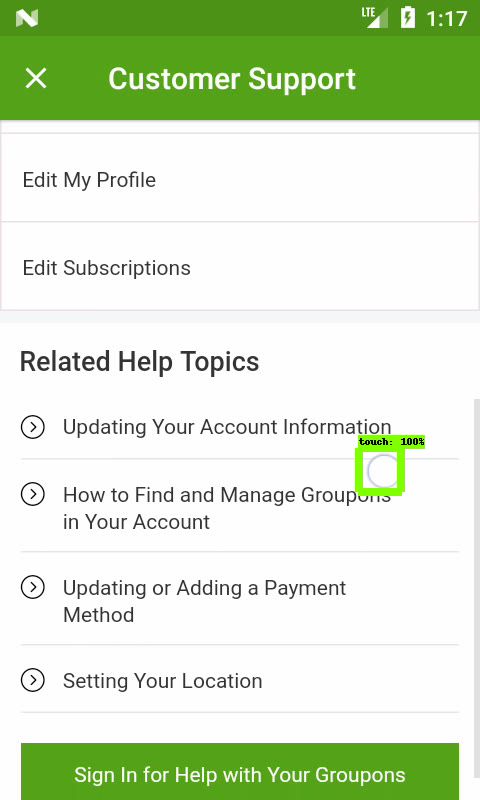 LTE 1:17
Customer Support
Edit My Profile
Edit Subscriptions
Related Help Topics
Updating Your Account Information
touch: 100%
How to Find and Manage Groupons
in Your Account
Updating or Adding a Payment
Method
Setting Your Location
Sign In for Help with Your Groupons